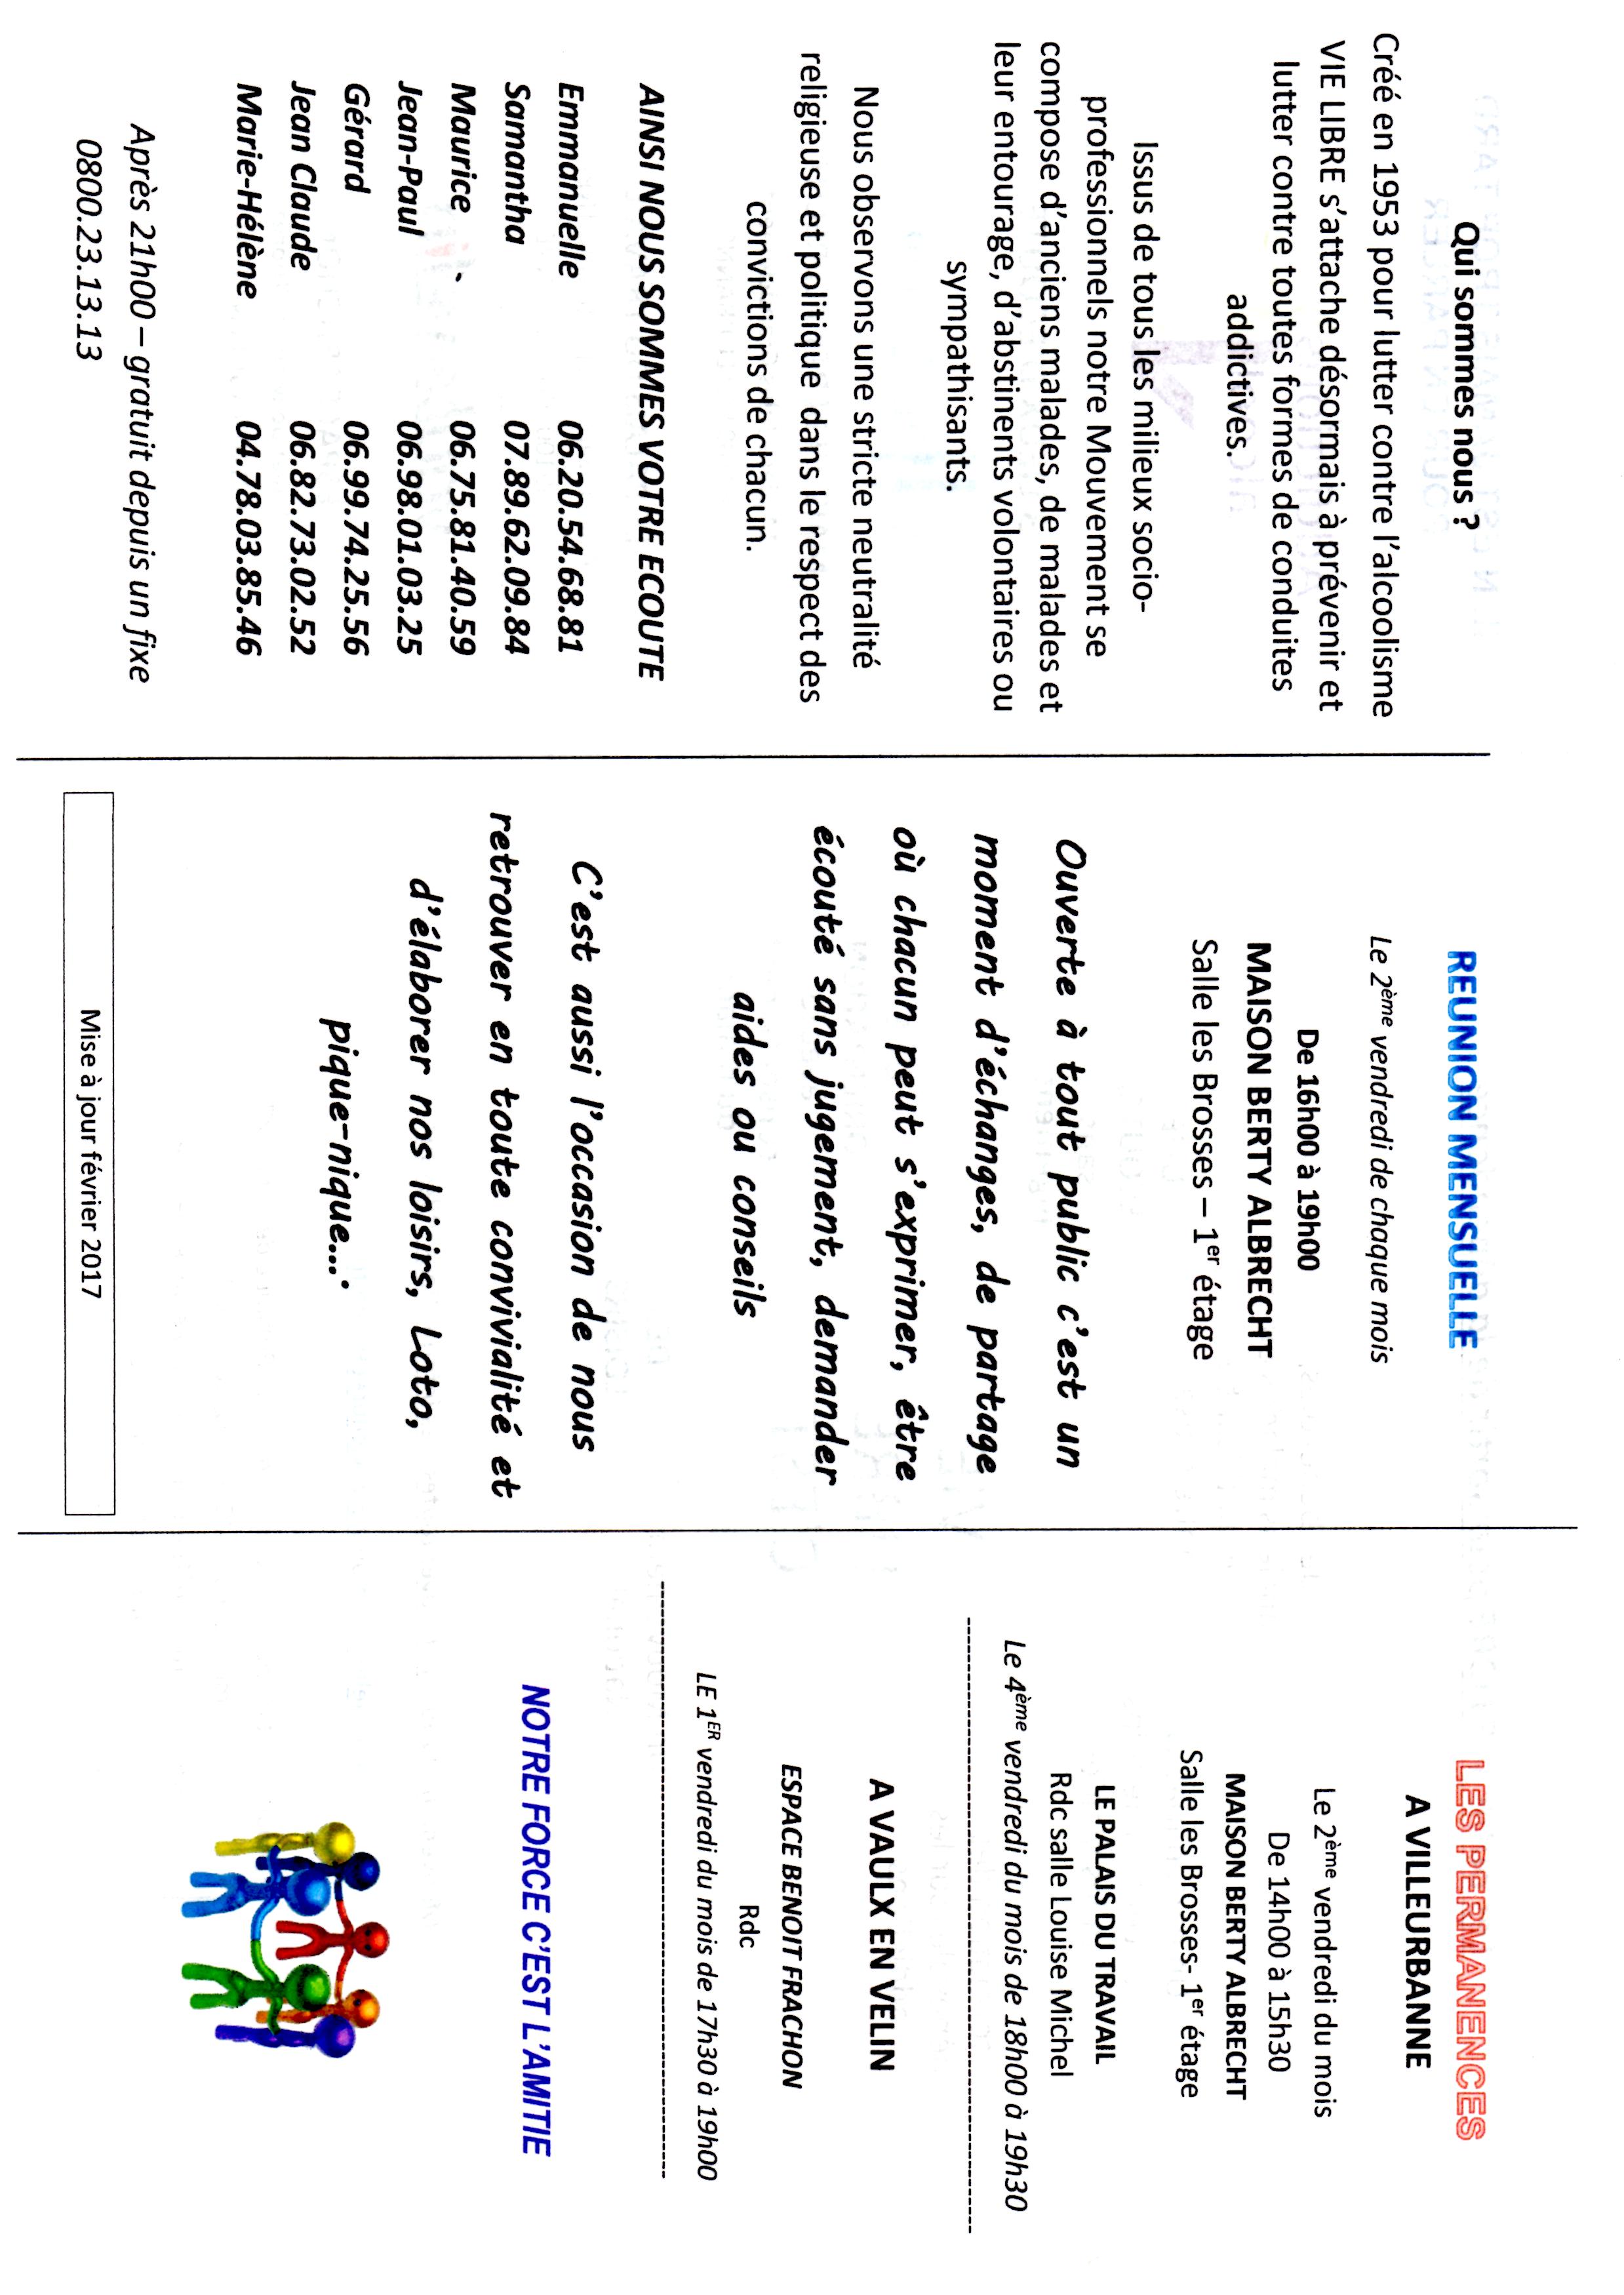 Qui sommes nous ?
Créé en 1953 pour lutter contre l'alcoolisme
VIE LIBRE s'attache désormais à prévenir et
lutter contre toutes formes de conduites
addictives.
Issus de tous les milieux socio-
professionnels notre Mouvement se
compose d'anciens malades, de malades et
leur entourage, d'abstinents volontaires ou
sympathisants.
Nous observons une stricte neutralité
religieuse et politique dans le respect des
convictions de chacun.
AINSI NOUS SOMMES VOTRE ECOUTE
Emmanuelle 06.20.54.68.81
Samantha 07.89.62.09.84
Maurice 06.75.81.40.59
Jean-Paul 06.98.01.03.25
Gérard 06.99.74.25.56
Jean Claude 06.82.73.02.52
Marie-Hélène 04.78.03.85.46
Après 21h00 – gratuit depuis un fixe
0800.23.13.13
REUNION MENSUELLE
Le 2ème vendredi de chaque mois
De 16h00 à 19h00
MAISON BERTY ALBRECHT
Salle les Brosses – 1er étage
Ouverte à tout public c'est un
moment d'échanges, de partage
où chacun peut s'exprimer, être
écouté sans jugement, demander
aides ou conseils
C'est aussi l'occasion de nous
retrouver en toute convivialité et
d'élaborer nos loisirs, Loto,
pique-nique...·
Mise à jour février 2017
LES PERMANENCES
A VILLEURBANNE
Le 2ème vendredi du mois
De 14h00 à 15h30
MAISON BERTY ALBRECHT
Salle les Brosses- 1er étage
LE PALAIS DU TRAVAIL
Rdc salle Louise Michel
Le 4ème vendredi du mois de 18h00 à 19h30
A VAULX EN VELIN
ESPACE BENOIT FRACHON
Rdc
LE 1ER vendredi du mois de 17h30 à 19h00
NOTRE FORCE C'EST L'AMITIE